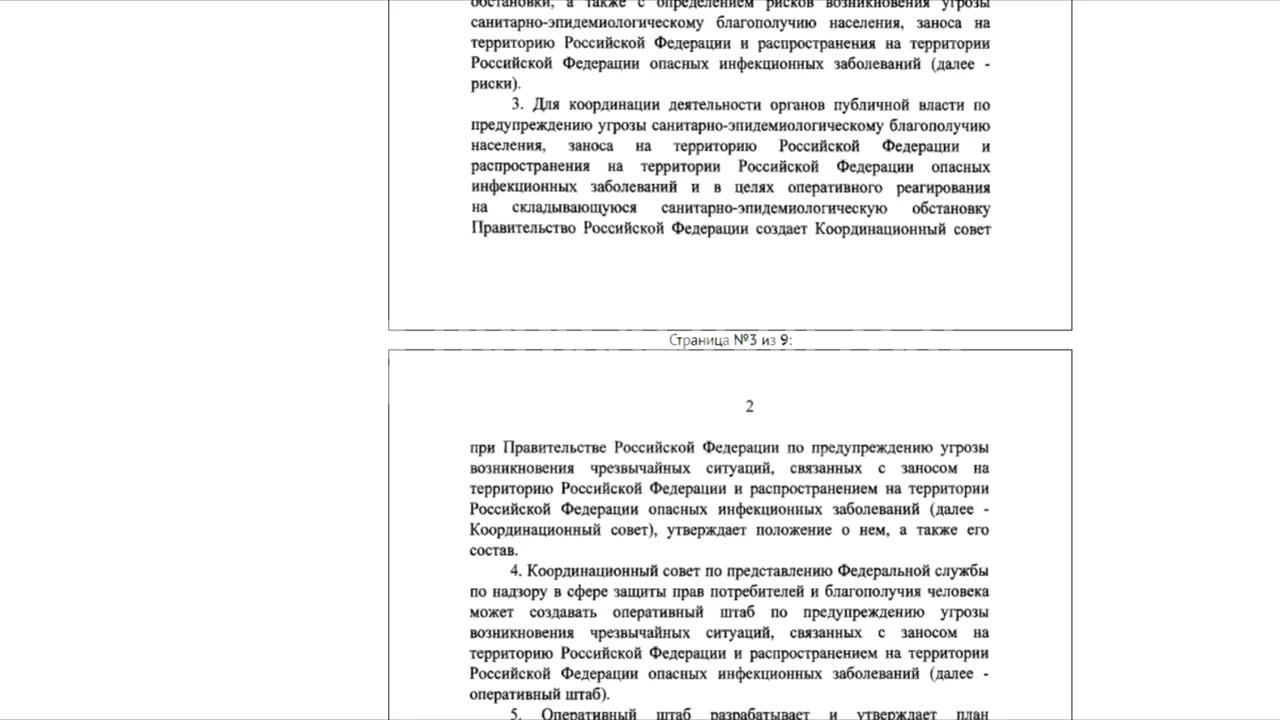 обстановки, а также с определением рисков возникновения угрозы
санитарно-эпидемиологическому благополучию населения, заноса на
территорию Российской Федерации и распространения на территории
Российской Федерации опасных инфекционных заболеваний (далее -
риски).
3. Для координации деятельности органов публичной власти по
предупреждению угрозы санитарно-эпидемиологическому благополучию
населения, заноса на территорию Российской Федерации и
распространения на территории Российской Федерации опасных
инфекционных заболеваний и в целях оперативного реагирования
на складывающуюся санитарно-эпидемиологическую обстановку
Правительство Российской Федерации создает Координационный совет
Страница №3 из 9:
2
при Правительстве Российской Федерации по предупреждению угрозы
возникновения чрезвычайных ситуаций, связанных с заносом на
территорию Российской Федерации и распространением на территории
Российской Федерации опасных инфекционных заболеваний (далее -
Координационный совет), утверждает положение о нем, а также его
состав.
4. Координационный совет по представлению Федеральной службы
по надзору в сфере защиты прав потребителей и благополучия человека
может создавать оперативный штаб по предупреждению угрозы
возникновения чрезвычайных ситуаций, связанных с заносом на
территорию Российской Федерации и распространением на территории
Российской Федерации опасных инфекционных заболеваний (далее -
оперативный штаб).
5. Оперативный штаб разрабатывает и утверждает план